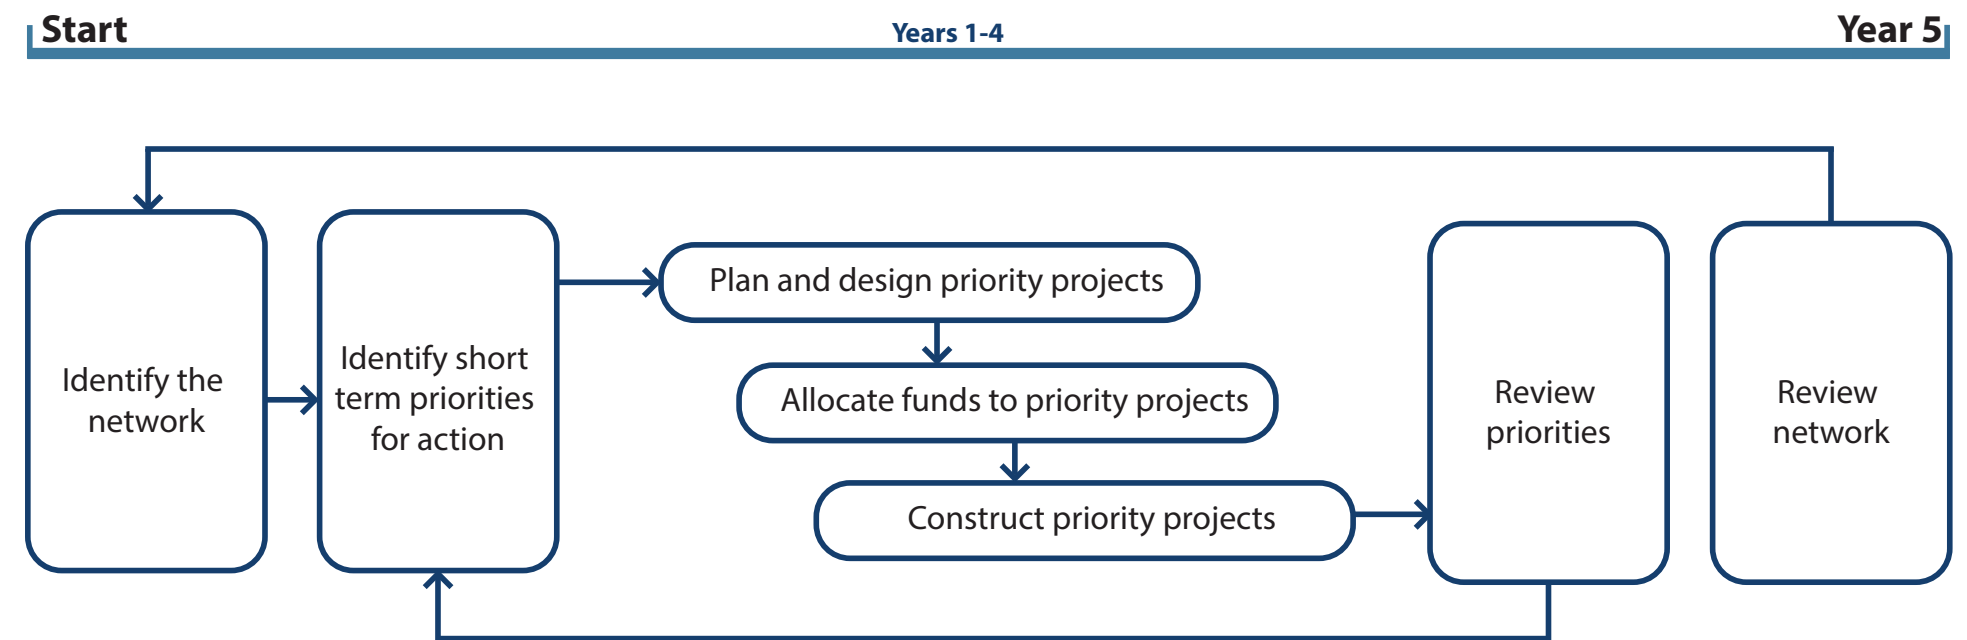 Start
Years 1-4
Year 5
Identify the
network
Identify short
term priorities
for action
Plan and design priority projects
Allocate funds to priority projects
Construct priority projects
Review
priorities
Review
network